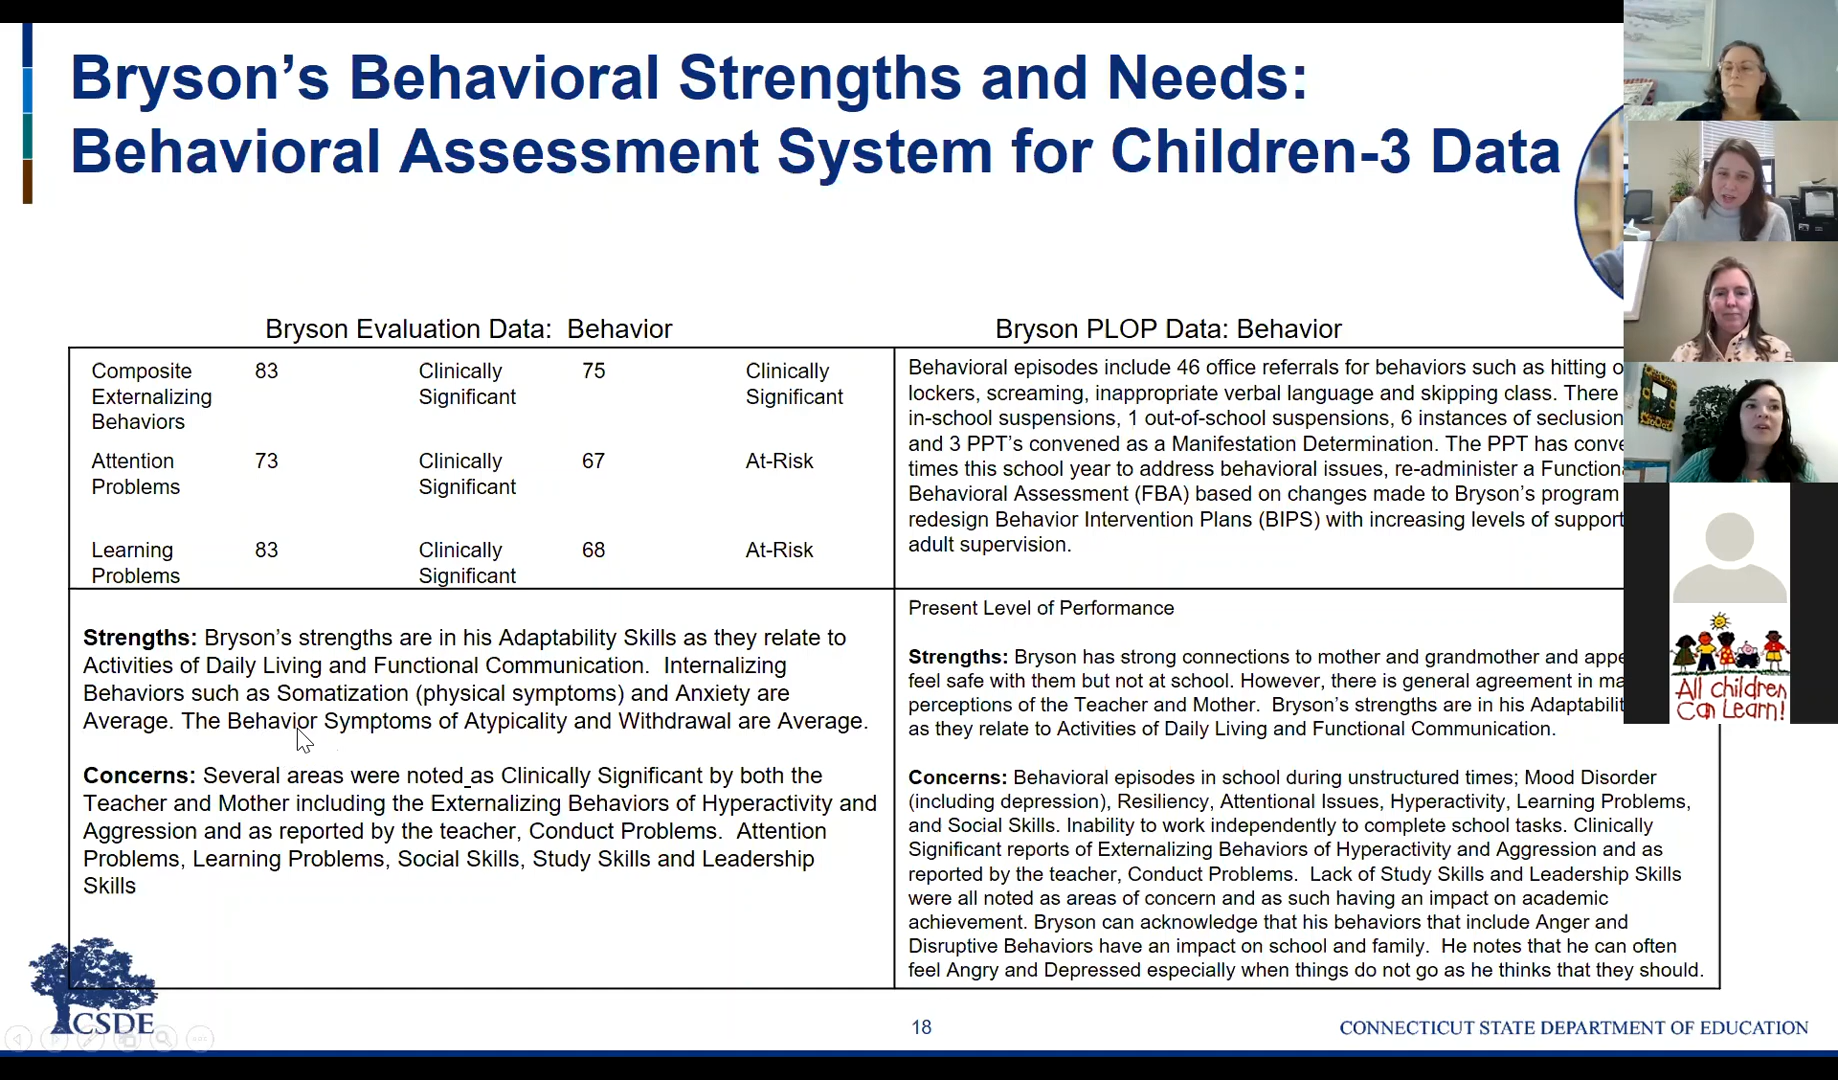 Bryson’s Behavioral Strengths and Needs:
Behavioral Assessment System for Children-3 Data
Bryson Evaluation Data: Behavior
Composite Externalizing Behaviors 83 Clinically Significant 75 Clinically Significant
Attention Problems 73 Clinically Significant 67 At-Risk
Learning Problems 83 Clinically Significant 68 At-Risk
Strengths: Bryson’s strengths are in his Adaptability Skills as they relate to
Activities of Daily Living and Functional Communication. Internalizing
Behaviors such as Somatization (physical symptoms) and Anxiety are
Average. The Behavior Symptoms of Atypicality and Withdrawal are Average.
Concerns: Several areas were noted as Clinically Significant by both the
Teacher and Mother including the Externalizing Behaviors of Hyperactivity and
Aggression and as reported by the teacher, Conduct Problems. Attention
Problems, Learning Problems, Social Skills, Study Skills and Leadership
Skills
Bryson PLOP Data: Behavior
Behavioral episodes include 46 office referrals for behaviors such as hitting
lockers, screaming, inappropriate verbal language and skipping class. There
in-school suspensions, 1 out-of-school suspensions, 6 instances of seclusion
and 3 PPT’s convened as a Manifestation Determination. The PPT has
times this school year to address behavioral issues, re-administer a
Behavioral Assessment (FBA) based on changes made to Bryson’s program
redesign Behavior Intervention Plans (BIPS) with increasing levels of support
adult supervision.
Present Level of Performance
Strengths: Bryson has strong connections to mother and grandmother and
feel safe with them but not at school. However, there is general agreement in
perceptions of the Teacher and Mother. Bryson’s strengths are in his
as they relate to Activities of Daily Living and Functional Communication.
Concerns: Behavioral episodes in school during unstructured times; Mood Disorder
(including depression), Resiliency, Attentional Issues, Hyperactivity, Learning Problems,
and Social Skills. Inability to work independently to complete school tasks. Clinically
Significant reports of Externalizing Behaviors of Hyperactivity and Aggression and as
reported by the teacher, Conduct Problems. Lack of Study Skills and Leadership Skills
were all noted as areas of concern and as such having an impact on academic
achievement. Bryson can acknowledge that his behaviors that include Anger and
Disruptive Behaviors have an impact on school and family. He notes that he can often
feel Angry and Depressed especially when things do not go as he thinks that they should.
All children
Can Learn!
CSDE
18
CONNECTICUT STATE DEPARTMENT OF EDUCATION